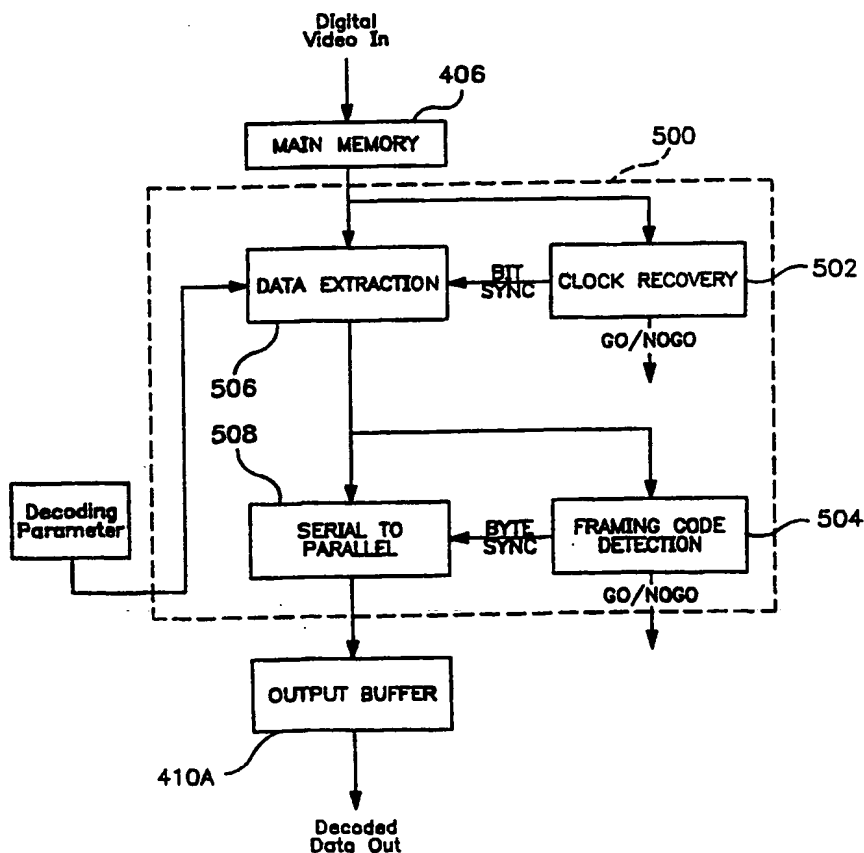 Digital
Video In
406
MAIN MEMORY
500
DATA EXTRACTION
BIT
SYNC
CLOCK RECOVERY
502
GO/NOGO
506
508
Decoding
Parameter
SERIAL TO
PARALLEL
BYTE
SYNC
FRAMING CODE
DETECTION
504
GO/NOGO
OUTPUT BUFFER
410A
Decoded
Data Out